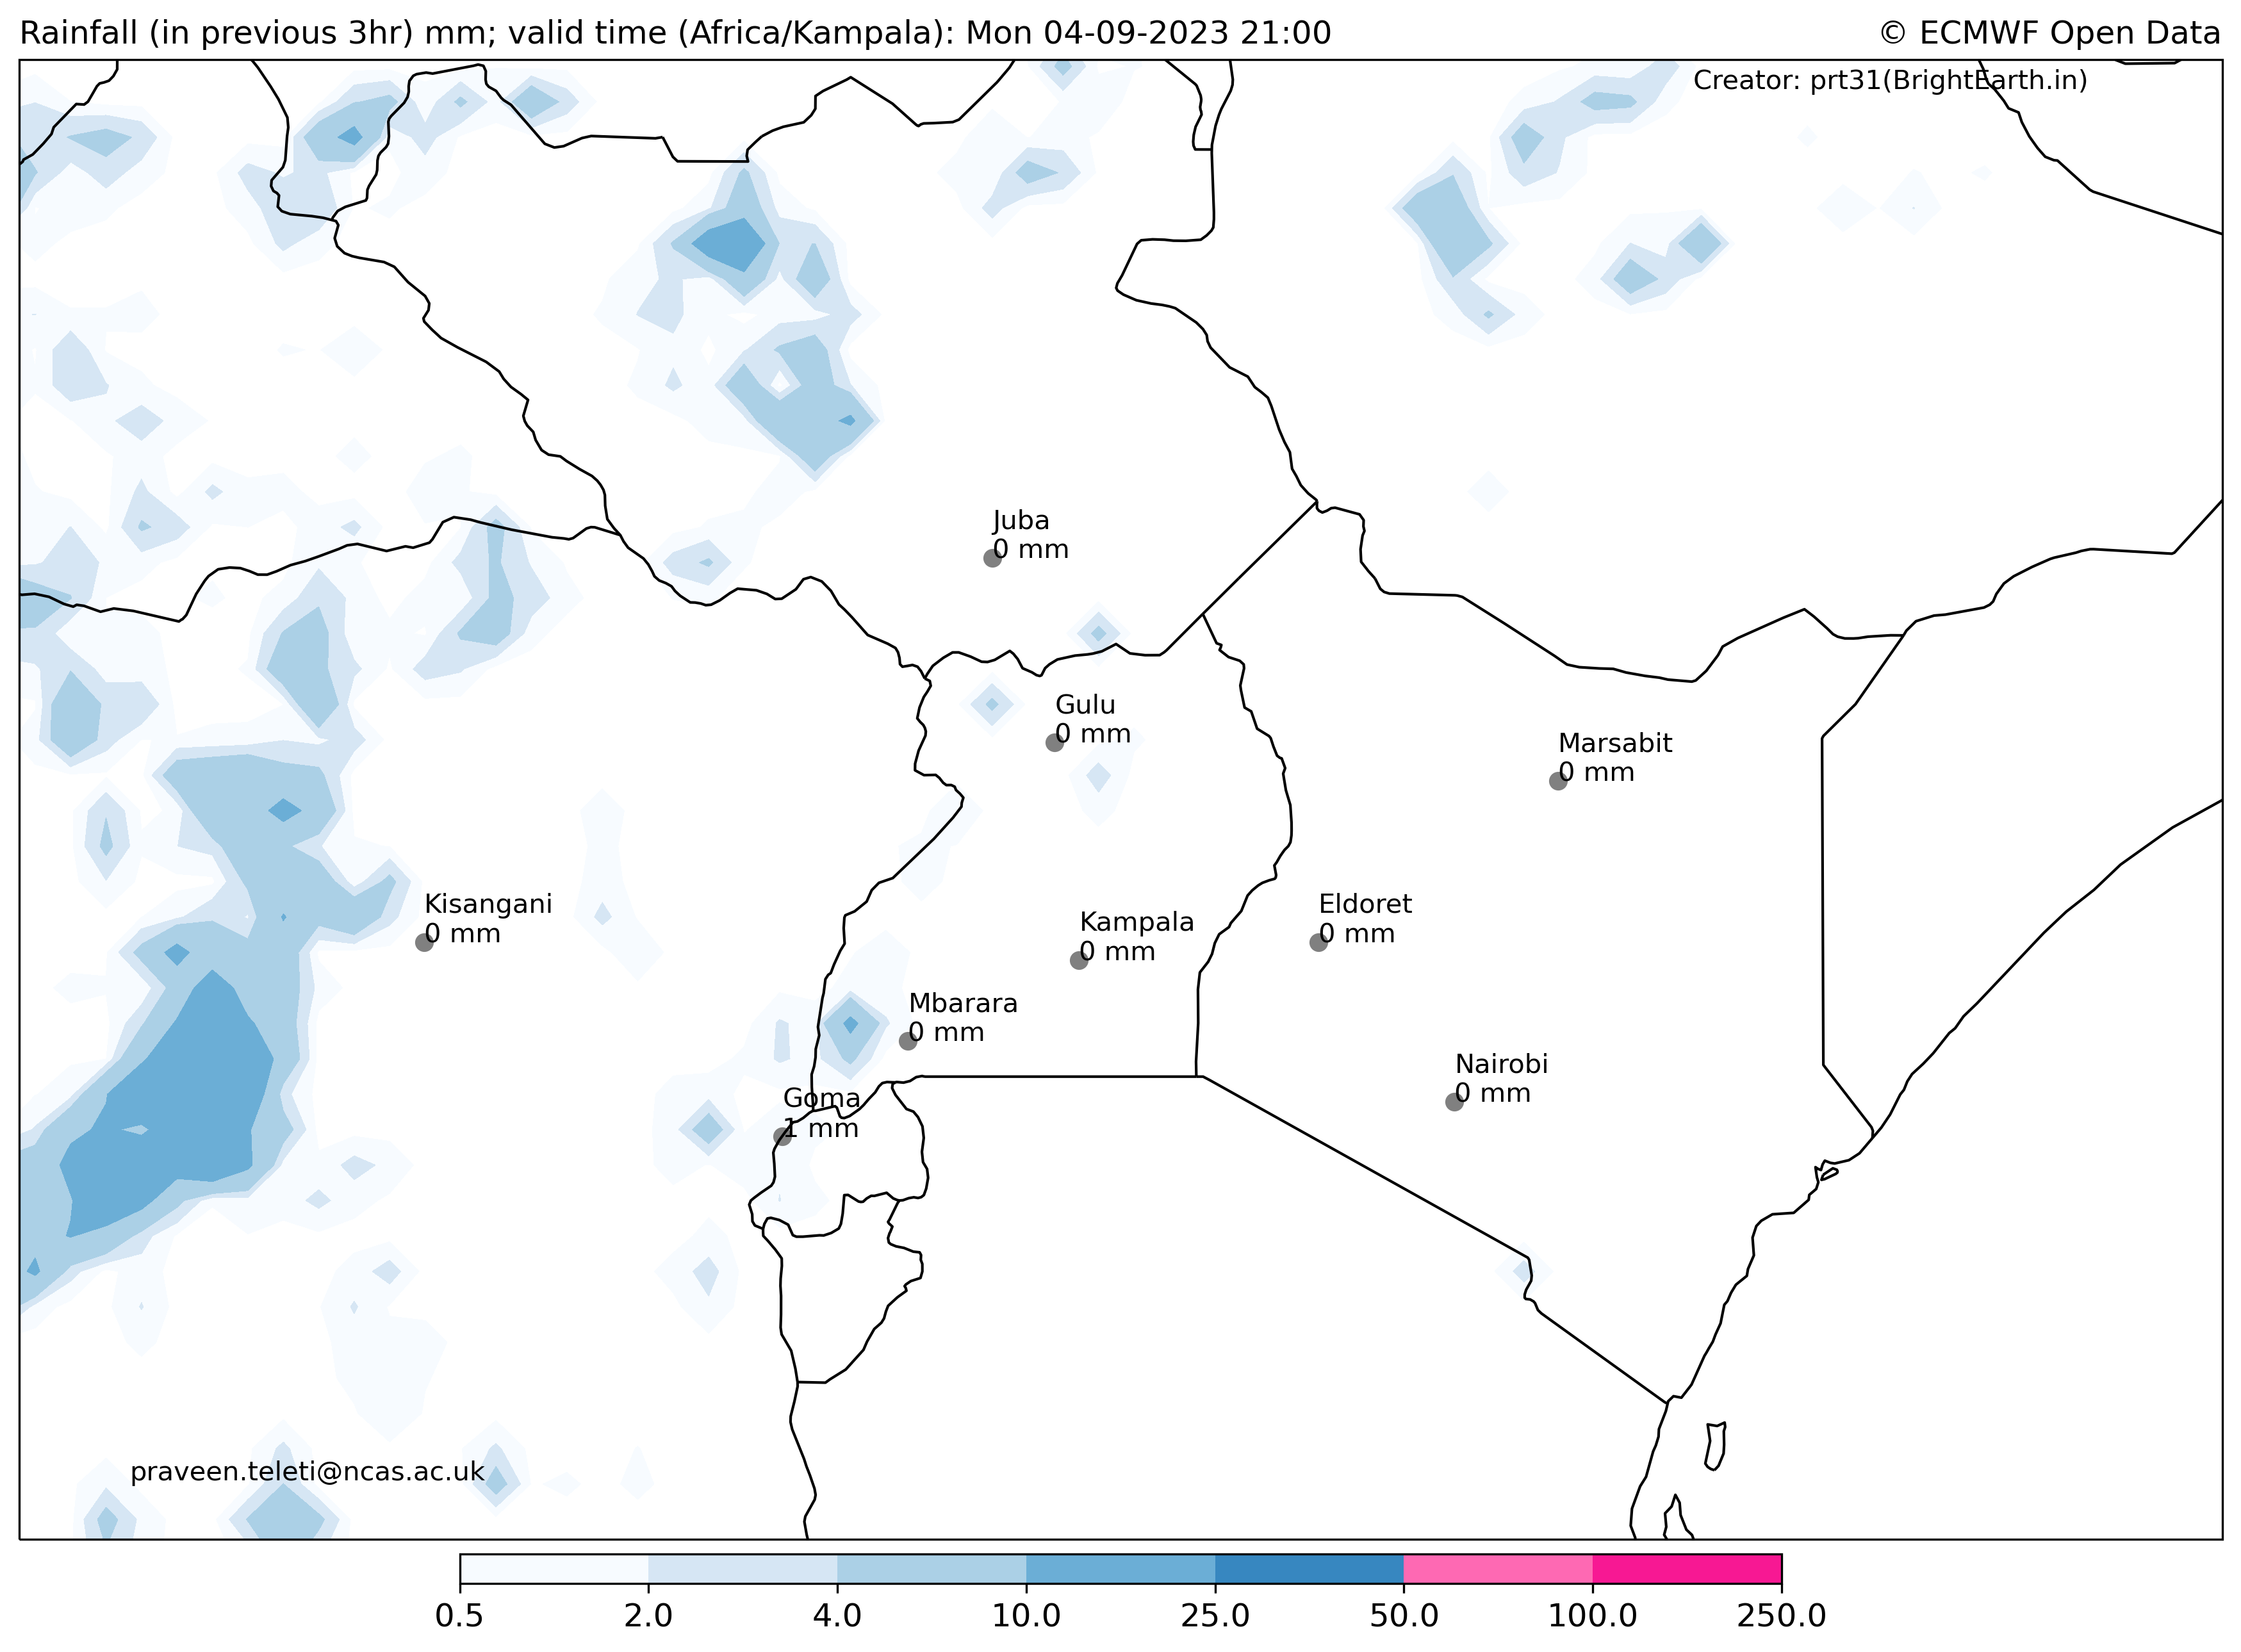 Rainfall (in previous 3hr) mm; valid time (Africa/Kampala): Mon 04-09-2023 21:00
© ECMWF Open Data
Creator: prt31(BrightEarth.in)
Juba
0 mm
Gulu
0 mm
Marsabit
0 mm
Kisangani
0 mm
Kampala
0 mm
Eldoret
0 mm
Mbarara
0 mm
Nairobi
0 mm
Goma
1 mm
praveen.teleti@ncas.ac.uk
0.5 2.0 4.0 10.0 25.0 50.0 100.0 250.0